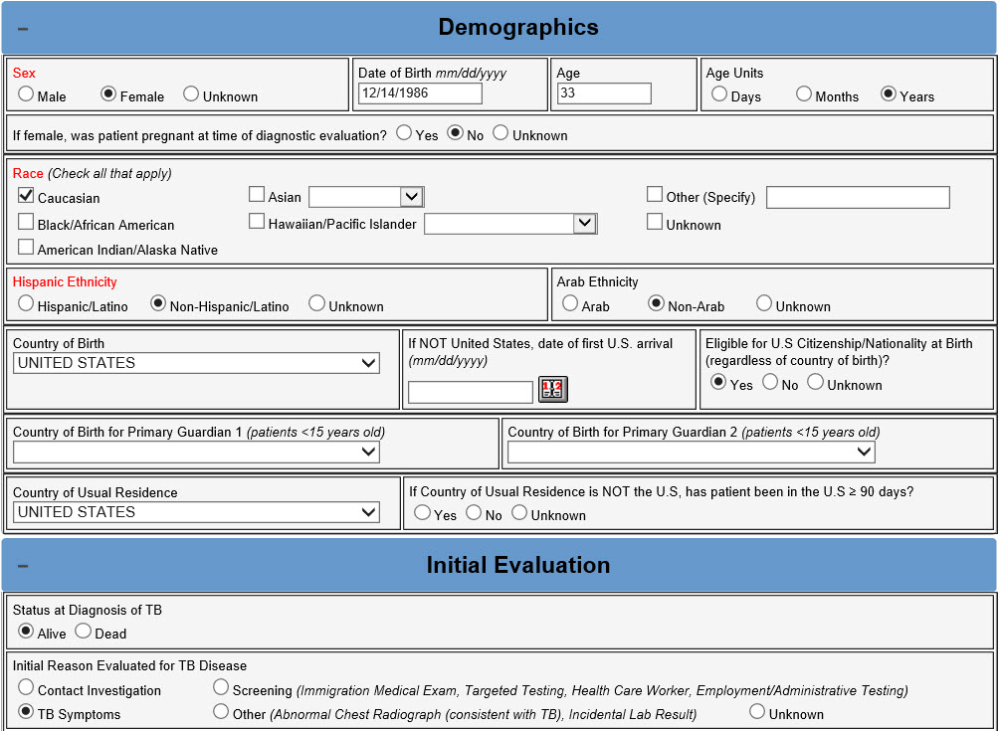 Demographics
Sex
Male Female Unknown
Date of Birth mm/dd/yyyy
12/14/1986
Age
33
Age Units
Days Months Years
If female, was patient pregnant at time of diagnostic evaluation? Yes No Unknown
Race (Check all that apply)
Caucasian Asian Other (Specify)
Black/African American Hawaiian/Pacific Islander Unknown
American Indian/Alaska Native
Hispanic Ethnicity
Hispanic/Latino Non-Hispanic/Latino Unknown
Arab Ethnicity
Arab Non-Arab Unknown
Country of Birth
UNITED STATES
If NOT United States, date of first U.S. arrival
(mm/dd/yyyy)
Eligible for U.S Citizenship/Nationality at Birth
(regardless of country of birth)?
Yes No Unknown
Country of Birth for Primary Guardian 1 (patients <15 years old)
Country of Birth for Primary Guardian 2 (patients <15 years old)
Country of Usual Residence
UNITED STATES
If Country of Usual Residence is NOT the U.S, has patient been in the U.S ≥ 90 days?
Yes No Unknown
Initial Evaluation
Status at Diagnosis of TB
Alive Dead
Initial Reason Evaluated for TB Disease
Contact Investigation Screening (Immigration Medical Exam, Targeted Testing, Health Care Worker, Employment/Administrative Testing)
TB Symptoms Other (Abnormal Chest Radiograph (consistent with TB), Incidental Lab Result) Unknown